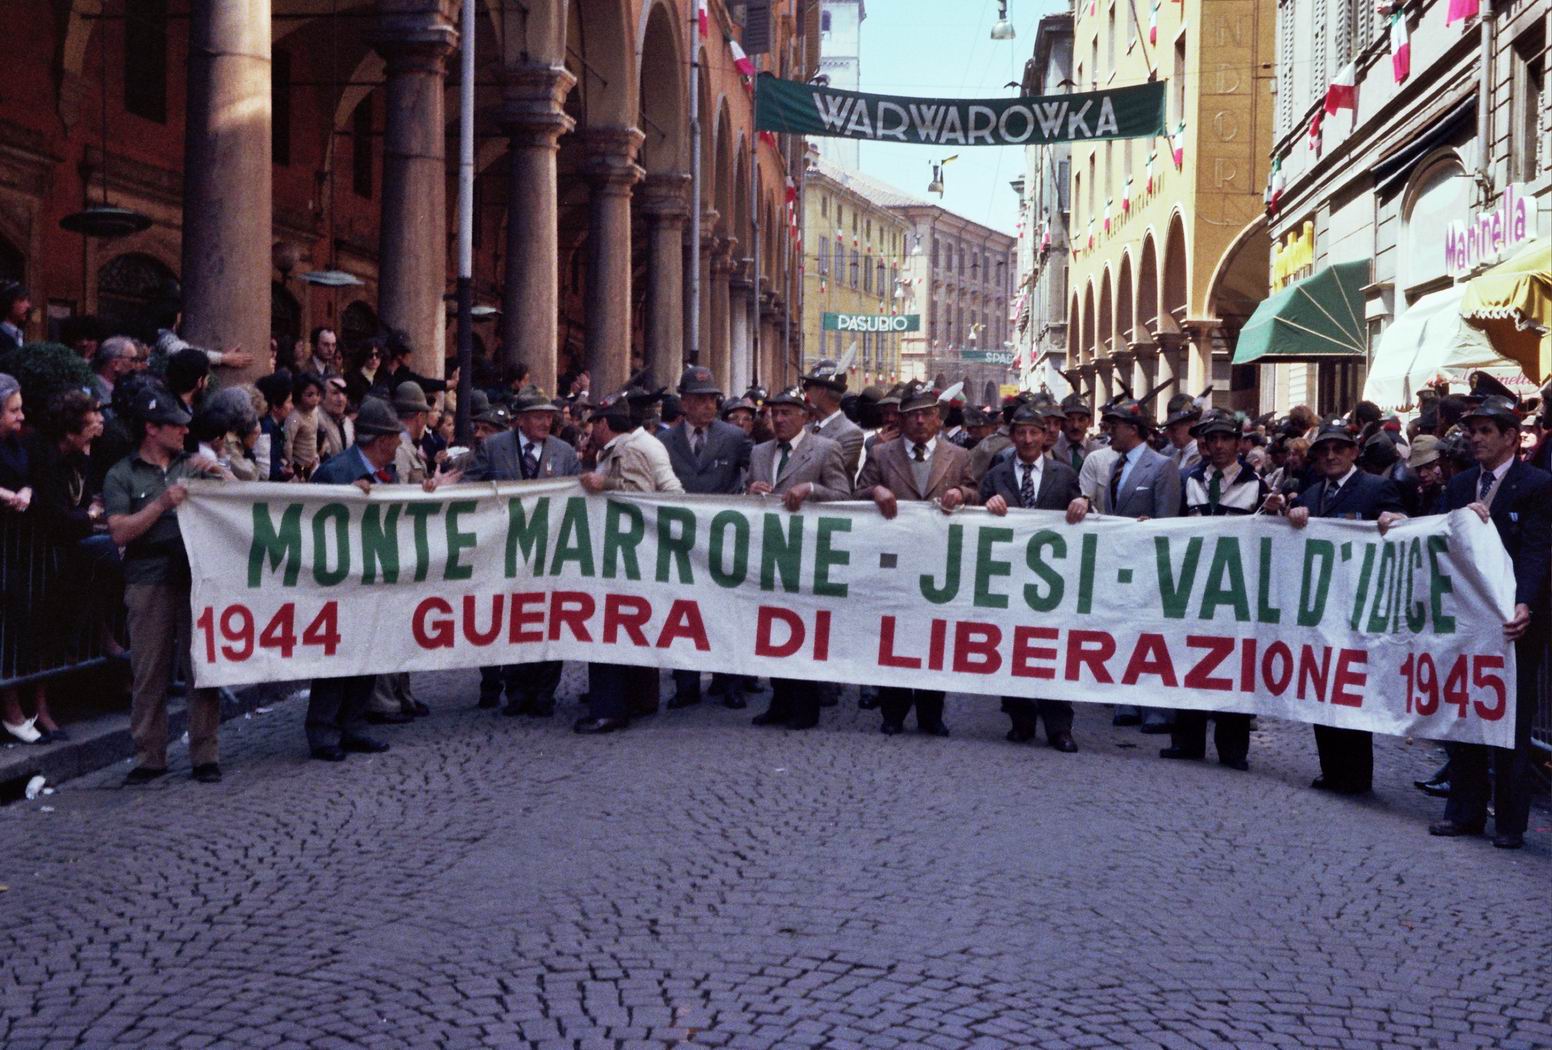 WARWAROWKA
PASUBIO
Marinella
MONTE MARRONE · JESI · VAL D'IDICE
1944 GUERRA DI LIBERAZIONE 1945